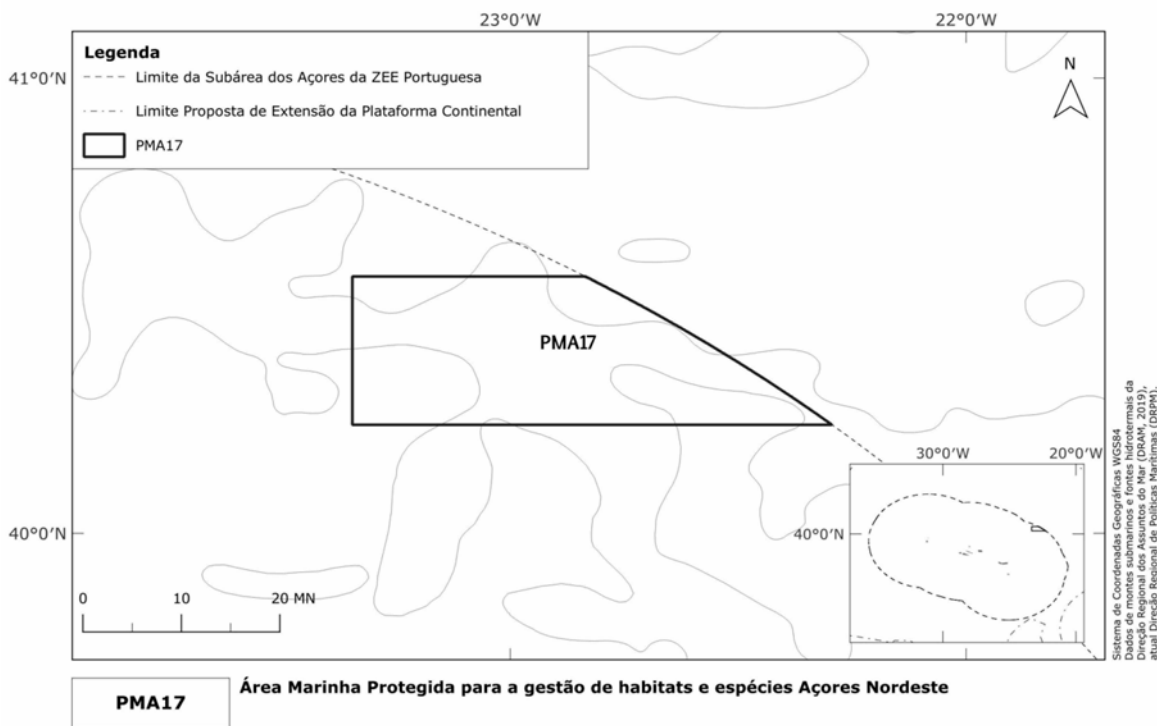 23°0'W
22°0'W
41°0'N
Legenda
Limite da Subárea dos Açores da ZEE Portuguesa
Limite Proposta de Extensão da Plataforma Continental
PMA17
N
PMA17
30°0'W
20°0'W
40°0'N
40°0'N
0
10
20 MN
Sistema de Coordenadas Geográficas WGS84
Dados de montes submarinos e fontes hidrotermais da
Direção Regional dos Assuntos do Mar (DRAM, 2019),
atual Direção Regional de Políticas Marítimas (DRPM).
PMA17
Área Marinha Protegida para a gestão de habitats e espécies Açores Nordeste